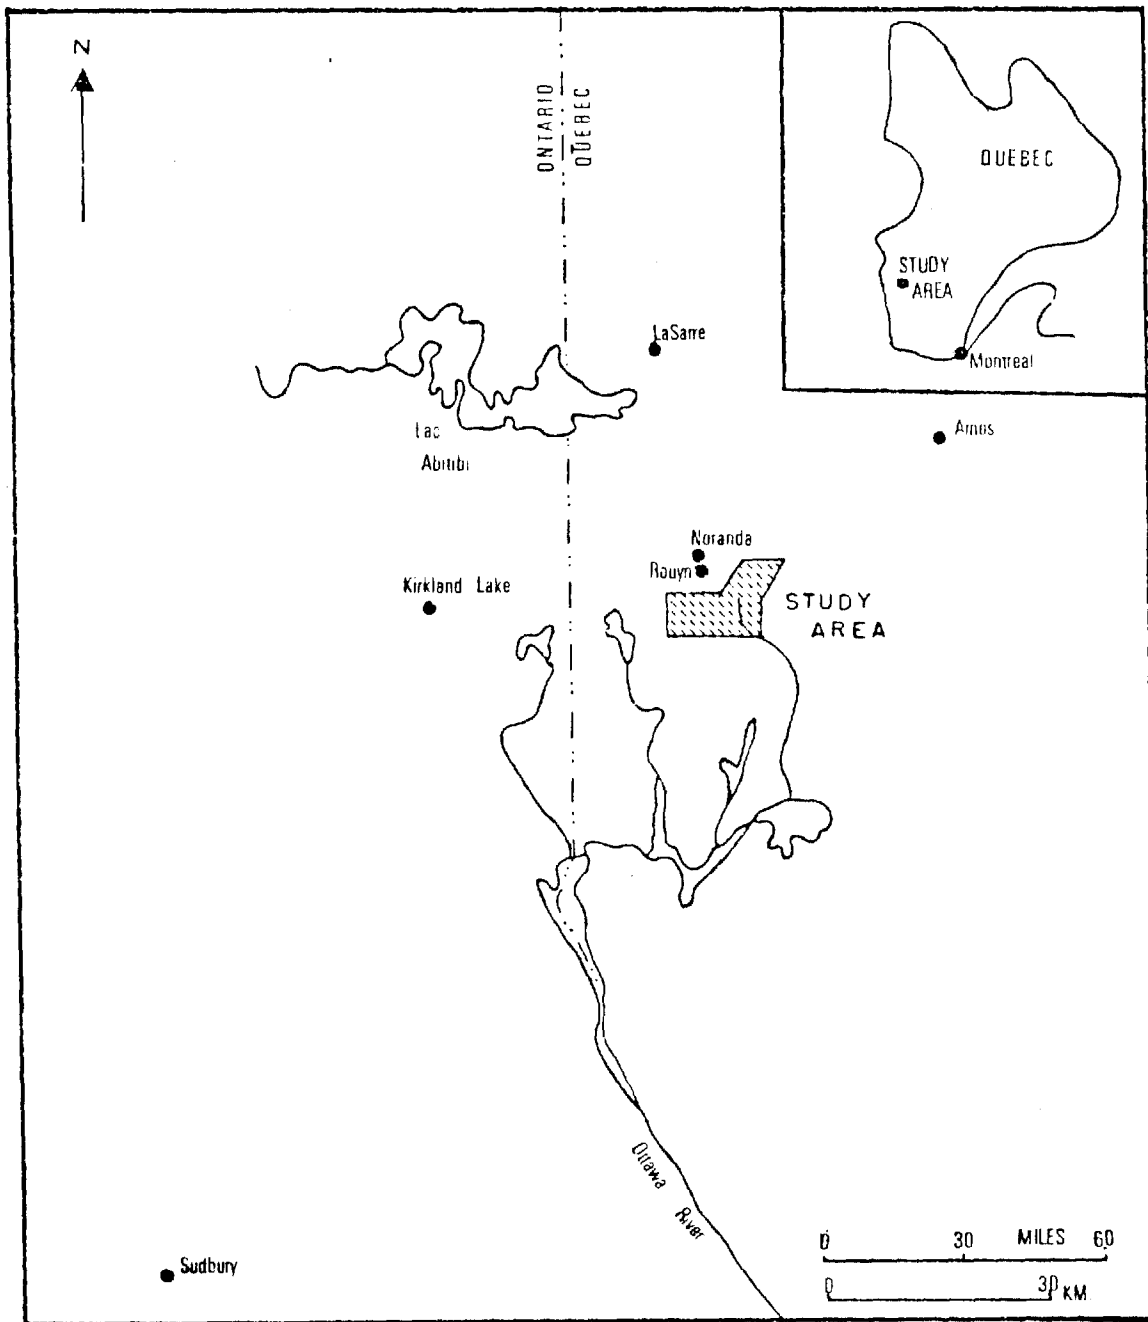 N
ONTARIO
QUEBEC
QUEBEC
STUDY
AREA
Montreal
LaSarre
Lac
Abitibi
Amos
Noranda
Rouyn
Kirkland Lake
STUDY
AREA
Ottawa
River
Sudbury
0 30 MILES 60
0 30 KM